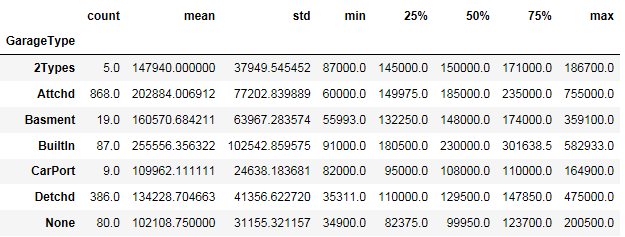 count mean std min 25% 50% 75% max
GarageType
2Types 5.0 147940.000000 37949.545452 87000.0 145000.0 150000.0 171000.0 186700.0
Attchd 868.0 202884.006912 77202.839889 60000.0 149975.0 185000.0 235000.0 755000.0
Basment 19.0 160570.684211 63967.283574 55993.0 132250.0 148000.0 174000.0 359100.0
BuiltIn 87.0 255556.356322 102542.859575 91000.0 180500.0 230000.0 301638.5 582933.0
CarPort 9.0 109962.111111 24638.183681 82000.0 95000.0 108000.0 110000.0 164900.0
Detchd 386.0 134228.704663 41356.622720 35311.0 110000.0 129500.0 147850.0 475000.0
None 80.0 102108.750000 31155.321157 34900.0 82375.0 99950.0 123700.0 200500.0